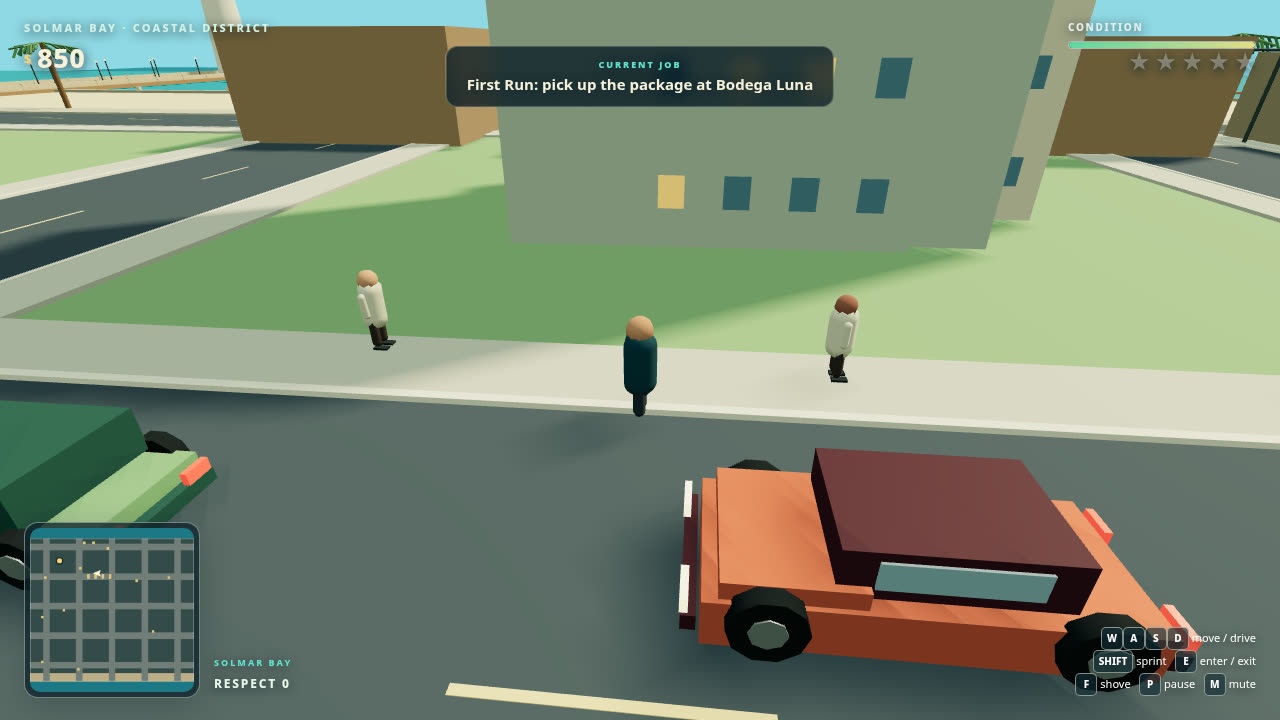 SOLMAR BAY · COASTAL DISTRICT
$850
CURRENT JOB
First Run: pick up the package at Bodega Luna
CONDITION
SOLMAR BAY
RESPECT 0
W A S D move / drive
SHIFT sprint E enter / exit
F shove P pause M mute